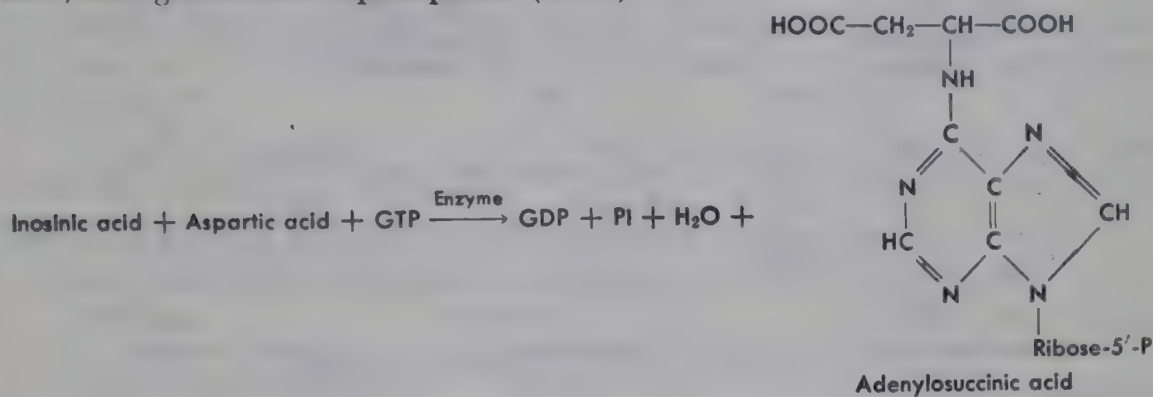 HOOC—CH₂—CH—COOH
NH
C N
N C
Inosinic acid + Aspartic acid + GTP Enzyme → GDP + Pi + H₂O +
CH
HC C
N N
Ribose-5′-P
Adenylosuccinic acid